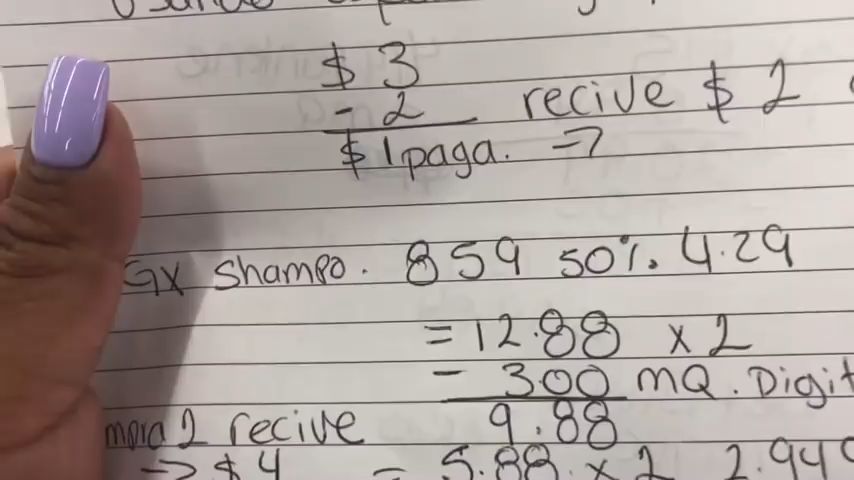 $ 3
- 2 recive $ 2
$ 1 paga. →
GX Shampo. 859 50%. 4.29
= 12.88 x 2
- 3.00 MQ. Digit
9.88
2 recive
→ $ 4 = 5.88. x 2 2.94